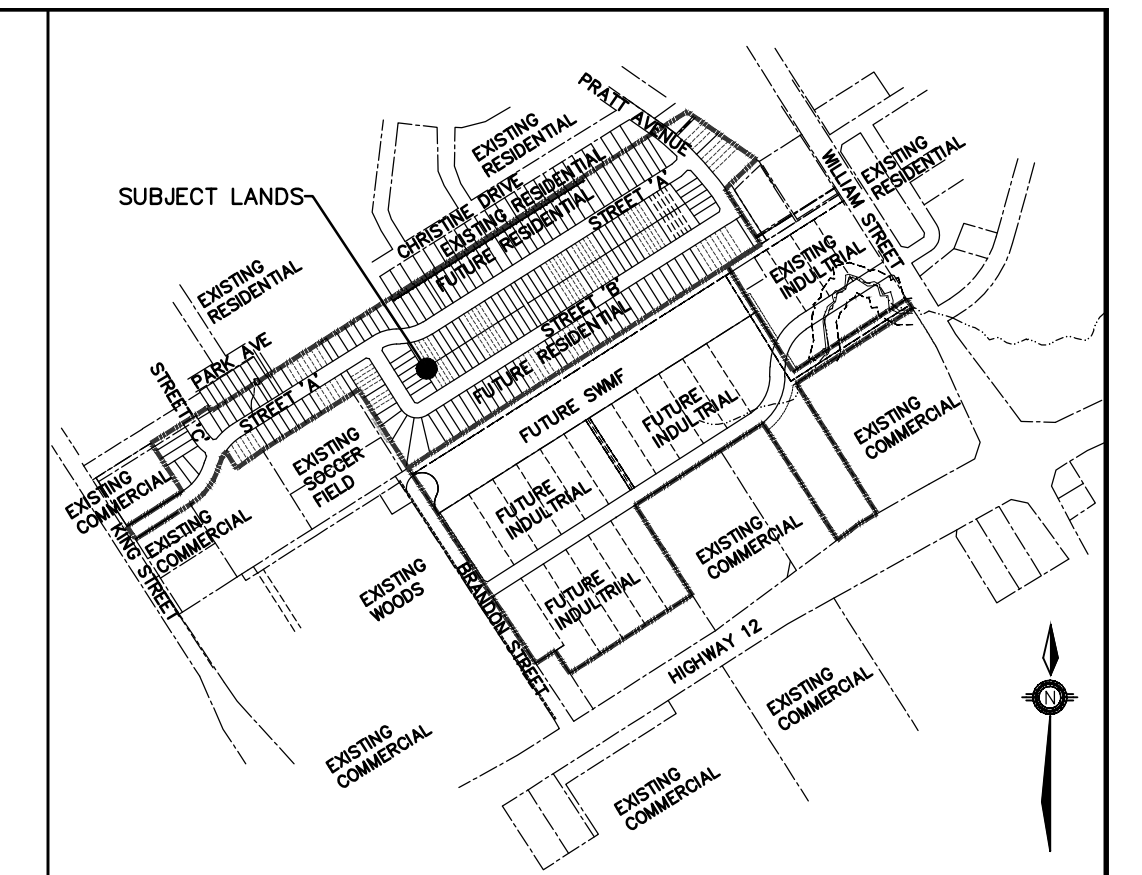 PRATT AVENUE
EXISTING
RESIDENTIAL
WILLIAM STREET
EXISTING
RESIDENTIAL
SUBJECT LANDS
CHRISTINE DRIVE
EXISTING RESIDENTIAL
FUTURE RESIDENTIAL
STREET 'A'
EXISTING
RESIDENTIAL
EXISTING
INDULTRIAL
STREET 'B'
FUTURE RESIDENTIAL
PARK AVE
STREET 'C'
STREET 'A'
FUTURE SWMF
FUTURE
INDULTRIAL
EXISTING
COMMERCIAL
EXISTING
SOCCER
FIELD
EXISTING
COMMERCIAL
EXISTING
COMMERCIAL
KING STREET
FUTURE
INDULTRIAL
EXISTING
COMMERCIAL
EXISTING
WOODS
BRANDON STREET
FUTURE
INDULTRIAL
HIGHWAY 12
EXISTING
COMMERCIAL
N
EXISTING
COMMERCIAL
EXISTING
COMMERCIAL